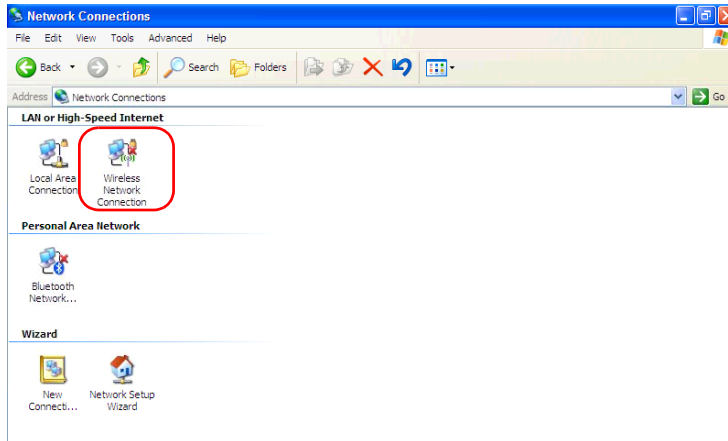 Network Connections
File Edit View Tools Advanced Help
Back Search Folders
Address Network Connections Go
LAN or High-Speed Internet
Local Area Connection
Wireless Network Connection
Personal Area Network
Bluetooth Network...
Wizard
New Connecti...
Network Setup Wizard